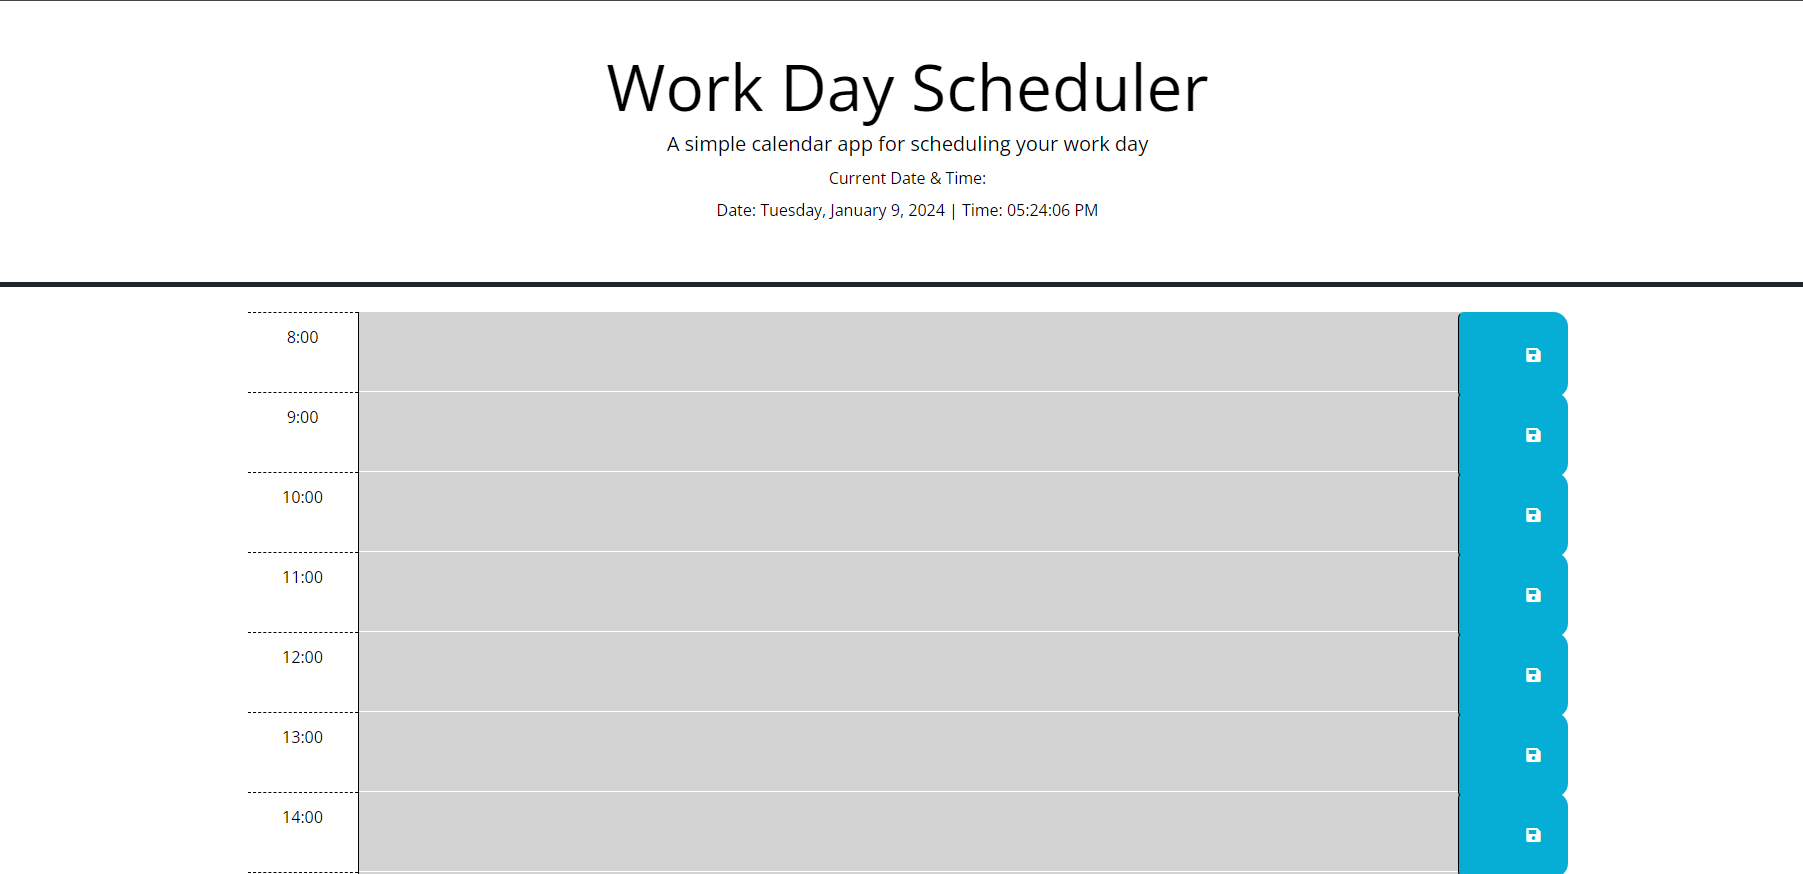 Work Day Scheduler
A simple calendar app for scheduling your work day
Current Date & Time:
Date: Tuesday, January 9, 2024 | Time: 05:24:06 PM
8:00
9:00
10:00
11:00
12:00
13:00
14:00